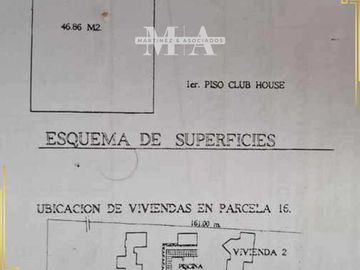 M A
MARTINEZ & ASOCIADOS
46.86 M2.
1er. PISO CLUB HOUSE
ESQUEMA DE SUPERFICIES
UBICACION DE VIVIENDAS EN PARCELA 16.
161.00 m.
VIVIENDA 2
PISCINA